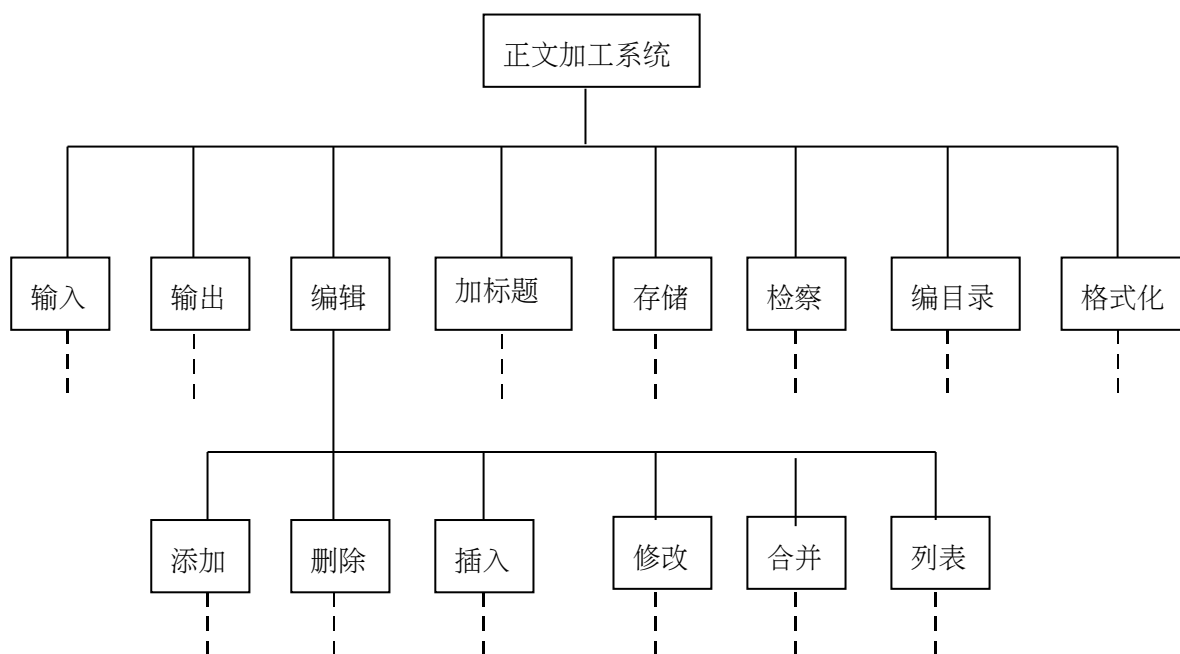 正文加工系统
输入
输出
编辑
加标题
存储
检察
编目录
格式化
添加
删除
插入
修改
合并
列表